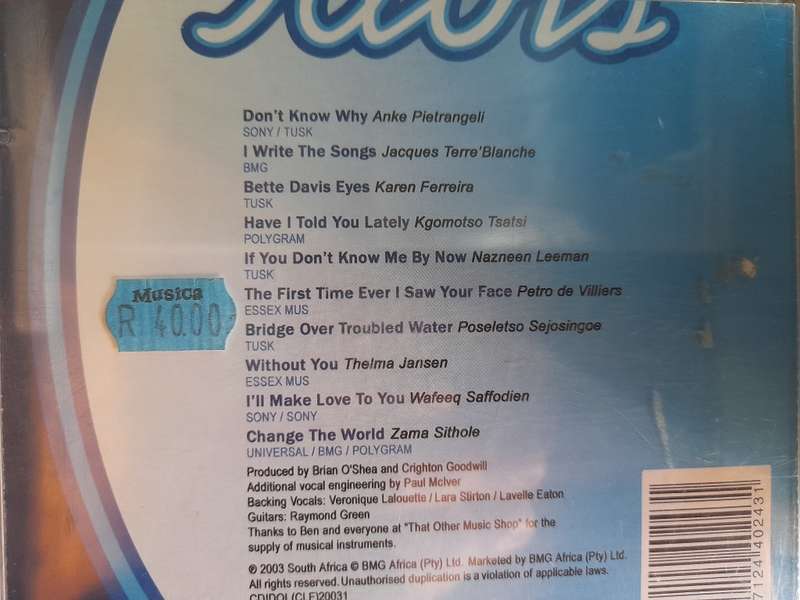 Don't Know Why Anke Pietrangeli
SONY / TUSK
I Write The Songs Jacques Terre'Blanche
BMG
Bette Davis Eyes Karen Ferreira
TUSK
Have I Told You Lately Kgomotso Tsatsi
POLYGRAM
If You Don't Know Me By Now Nazneen Leeman
TUSK
The First Time Ever I Saw Your Face Petro de Villiers
ESSEX MUS
Bridge Over Troubled Water Poseletso Sejosingoe
TUSK
Without You Thelma Jansen
ESSEX MUS
I'll Make Love To You Wafeeq Saffodien
SONY / SONY
Change The World Zama Sithole
UNIVERSAL / BMG / POLYGRAM
Produced by Brian O'Shea and Crighton Goodwill
Additional vocal engineering by Paul McIver
Backing Vocals: Veronique Lalouette / Lara Stirton / Lavelle Eaton
Guitars: Raymond Green
Thanks to Ben and everyone at "That Other Music Shop" for the
supply of musical instruments.
℗ 2003 South Africa © BMG Africa (Pty) Ltd. Marketed by BMG Africa (Pty) Ltd.
All rights reserved. Unauthorised duplication is a violation of applicable laws.
CDIDOL (CLF)20031
Musica
R 40.00
7124402431